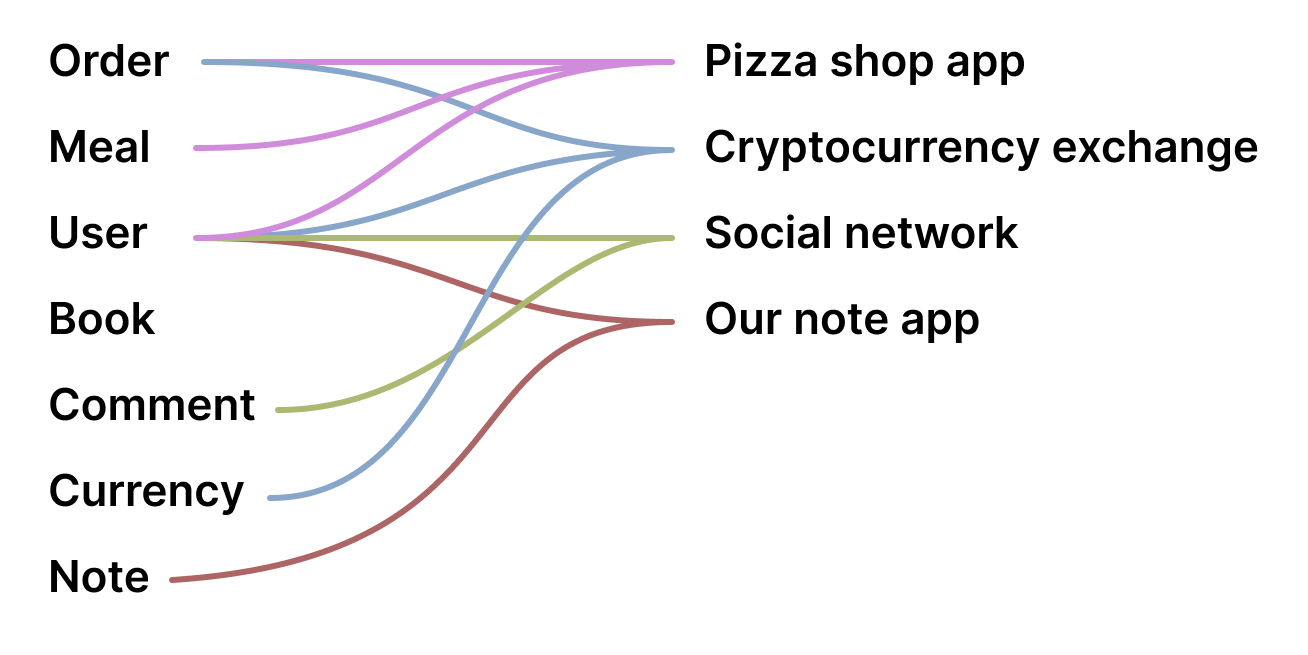 Order
Meal
User
Book
Comment
Currency
Note
Pizza shop app
Cryptocurrency exchange
Social network
Our note app